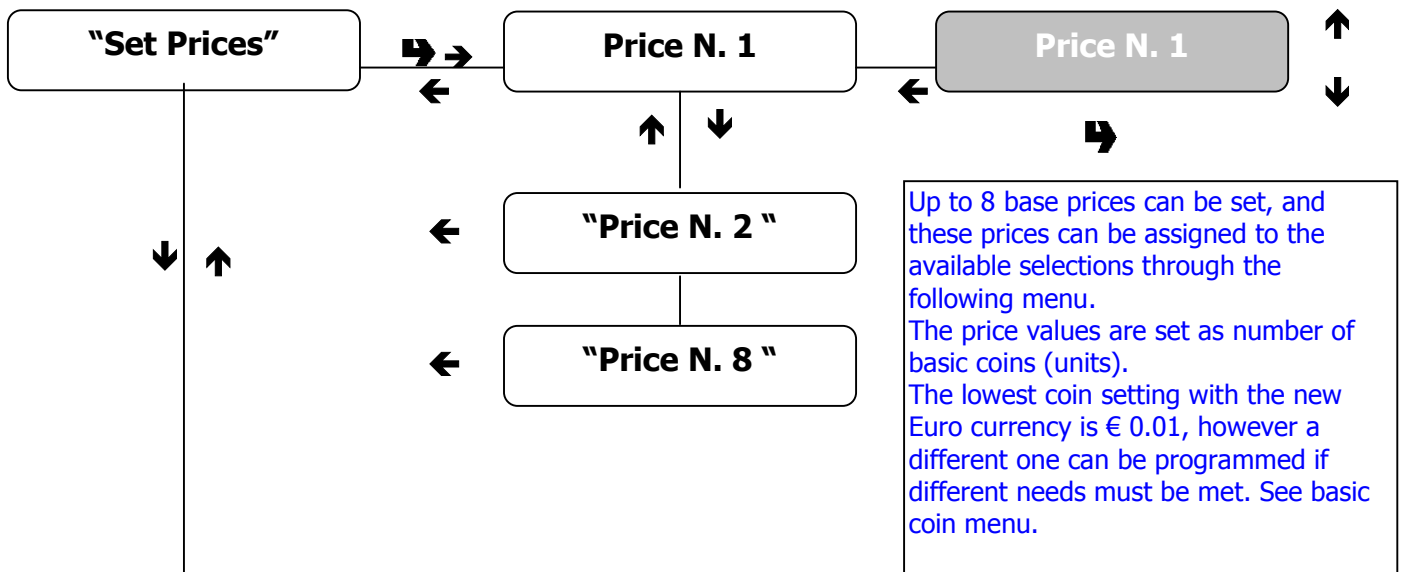 “Set Prices”
Price N. 1
Price N. 1
“Price N. 2 “
“Price N. 8 “
Up to 8 base prices can be set, and
these prices can be assigned to the
available selections through the
following menu.
The price values are set as number of
basic coins (units).
The lowest coin setting with the new
Euro currency is € 0.01, however a
different one can be programmed if
different needs must be met. See basic
coin menu.